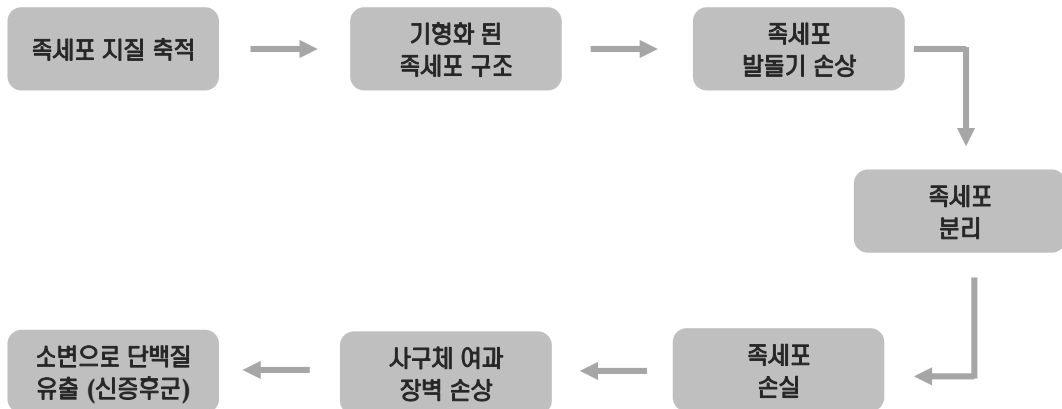 족세포 지질 축적
기형화 된
족세포 구조
족세포
발돌기 손상
족세포
분리
족세포
손실
사구체 여과
장벽 손상
소변으로 단백질
유출 (신증후군)